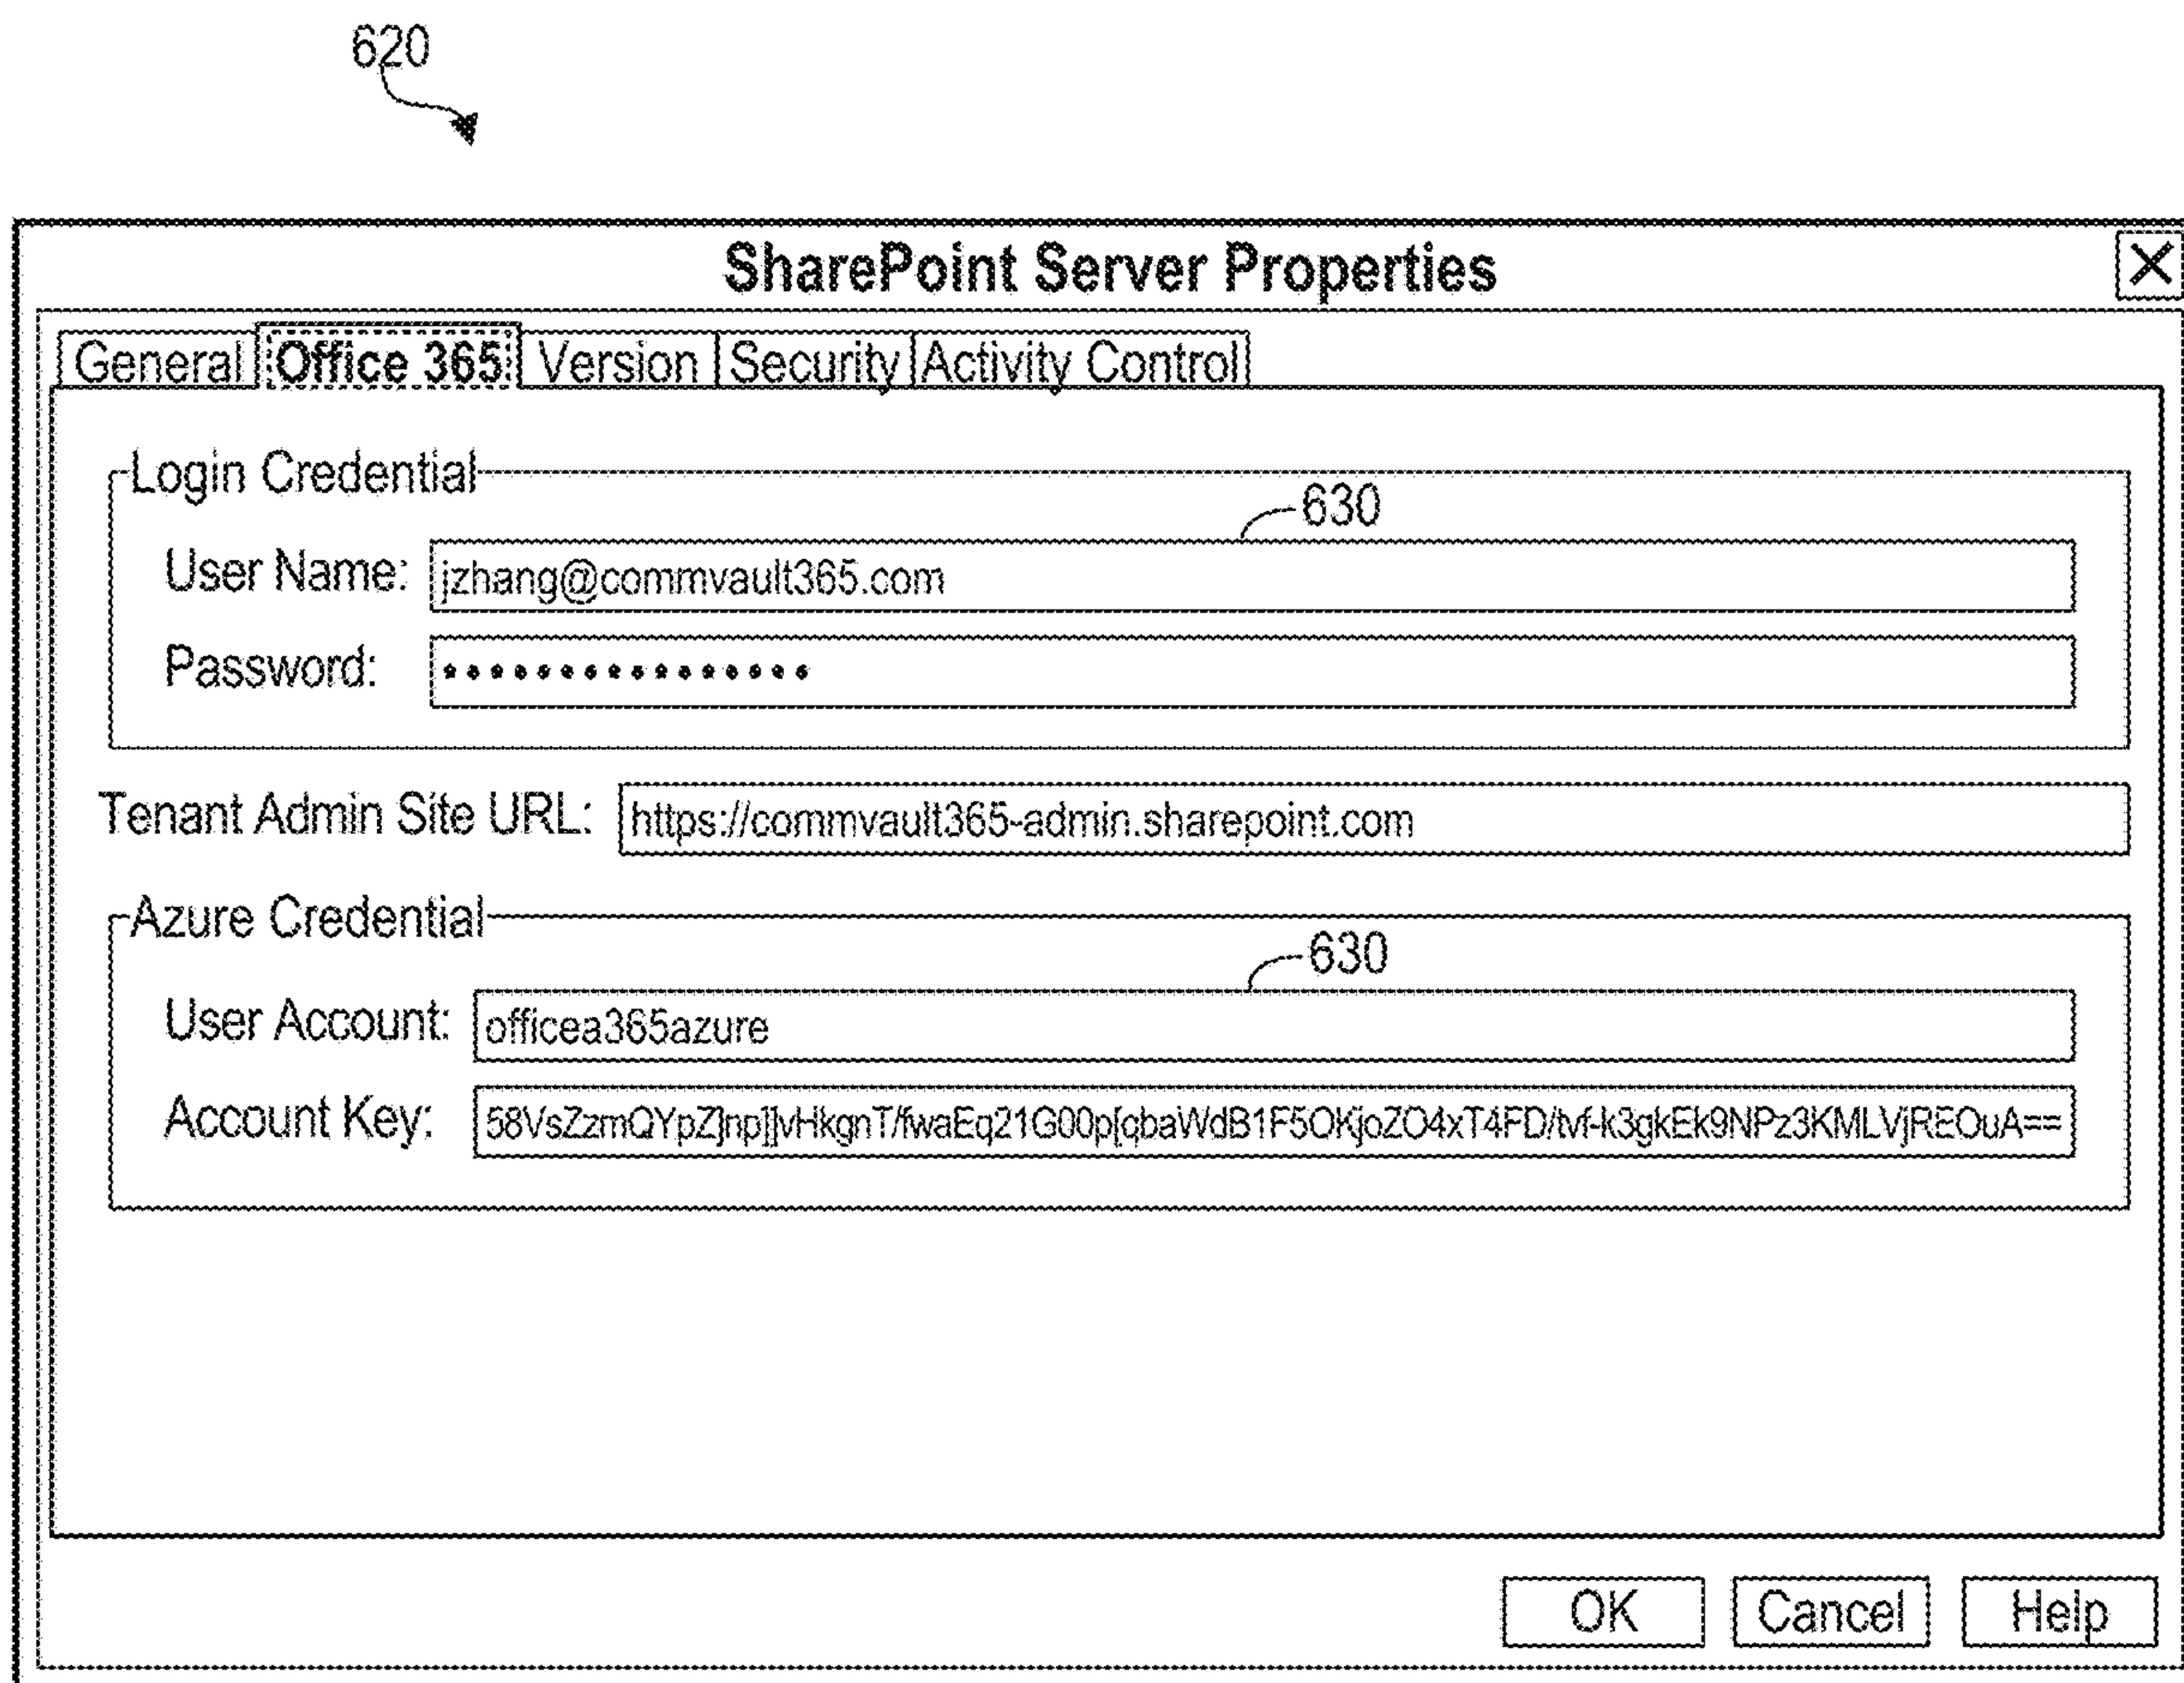 620
SharePoint Server Properties
General Office 365 Version Security Activity Control
Login Credential
630
User Name: jzhang@commvault365.com
Password: ••••••••••••••••
Tenant Admin Site URL: https://commvault365-admin.sharepoint.com
Azure Credential
630
User Account: officea365azure
Account Key:
OK Cancel Help